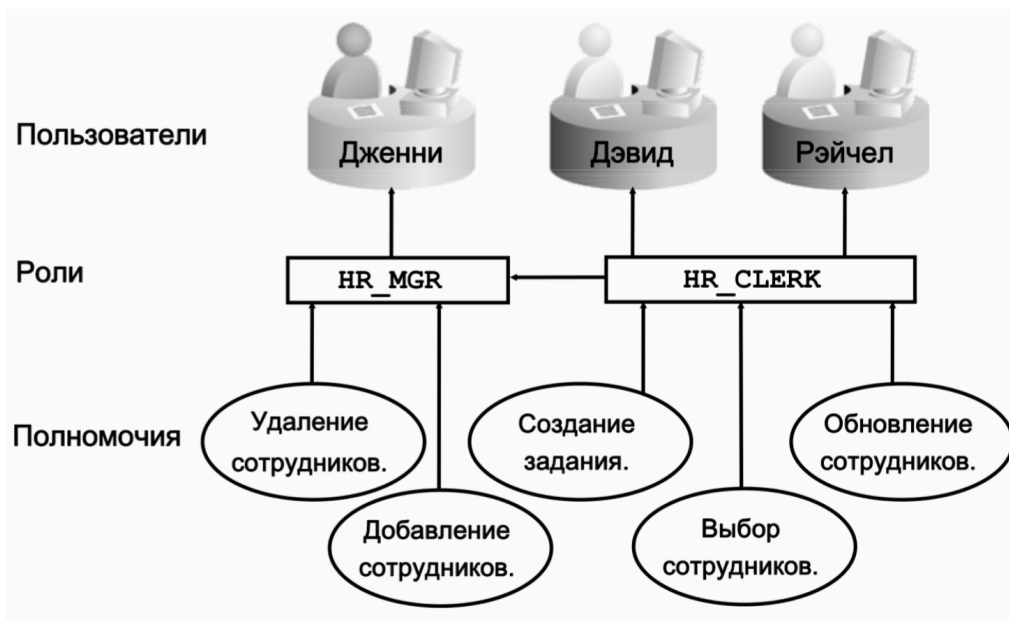 Пользователи
Дженни
Дэвид
Рэйчел
Роли
HR_MGR
HR_CLERK
Полномочия
Удаление
сотрудников.
Создание
задания.
Обновление
сотрудников.
Добавление
сотрудников.
Выбор
сотрудников.